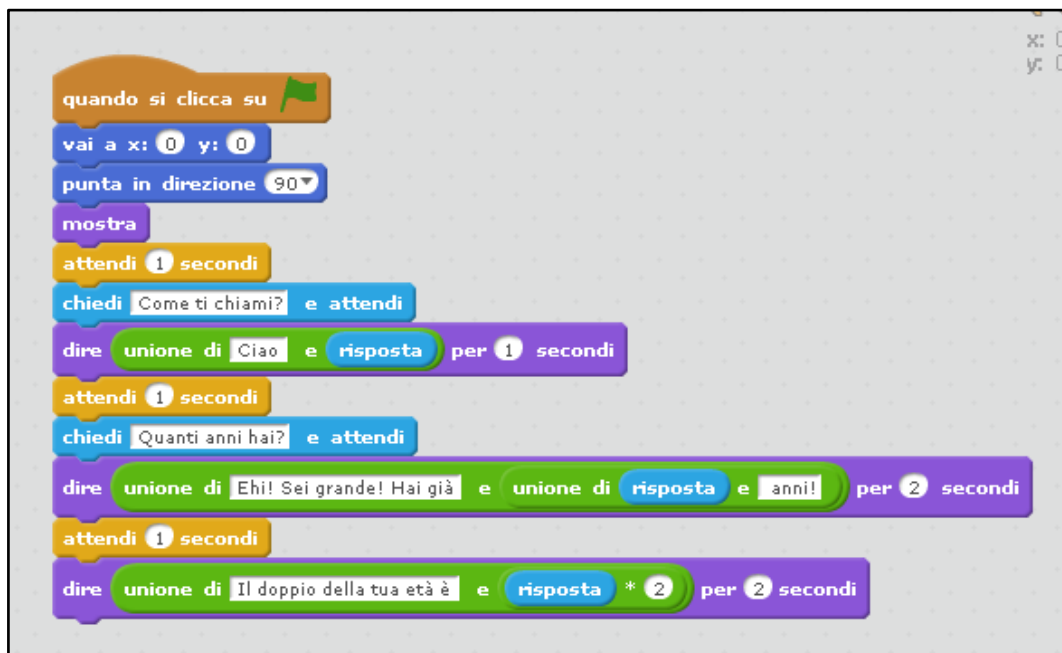 x:
y:
quando si clicca su
vai a x: 0 y: 0
punta in direzione 90
mostra
attendi 1 secondi
chiedi Come ti chiami? e attendi
dire unione di Ciao e risposta per 1 secondi
attendi 1 secondi
chiedi Quanti anni hai? e attendi
dire unione di Ehi! Sei grande! Hai già e unione di risposta e anni! per 2 secondi
attendi 1 secondi
dire unione di Il doppio della tua età è e risposta * 2 per 2 secondi